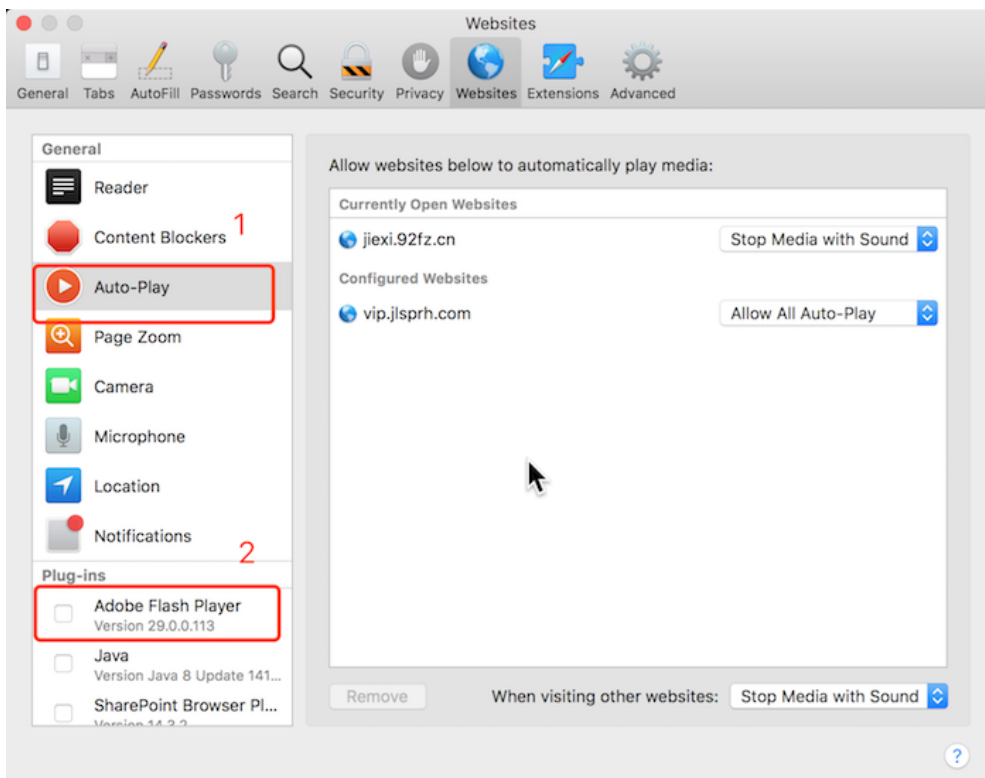 Websites
General Tabs AutoFill Passwords Search Security Privacy Websites Extensions Advanced
General
Reader
1
Content Blockers
Auto-Play
Page Zoom
Camera
Microphone
Location
Notifications
2
Plug-ins
Adobe Flash Player
Version 29.0.0.113
Java
Version Java 8 Update 141...
SharePoint Browser Pl...
Version 14.3.2
Allow websites below to automatically play media:
Currently Open Websites
jiexi.92fz.cn Stop Media with Sound
Configured Websites
vip.jlsprh.com Allow All Auto-Play
Remove When visiting other websites: Stop Media with Sound
?